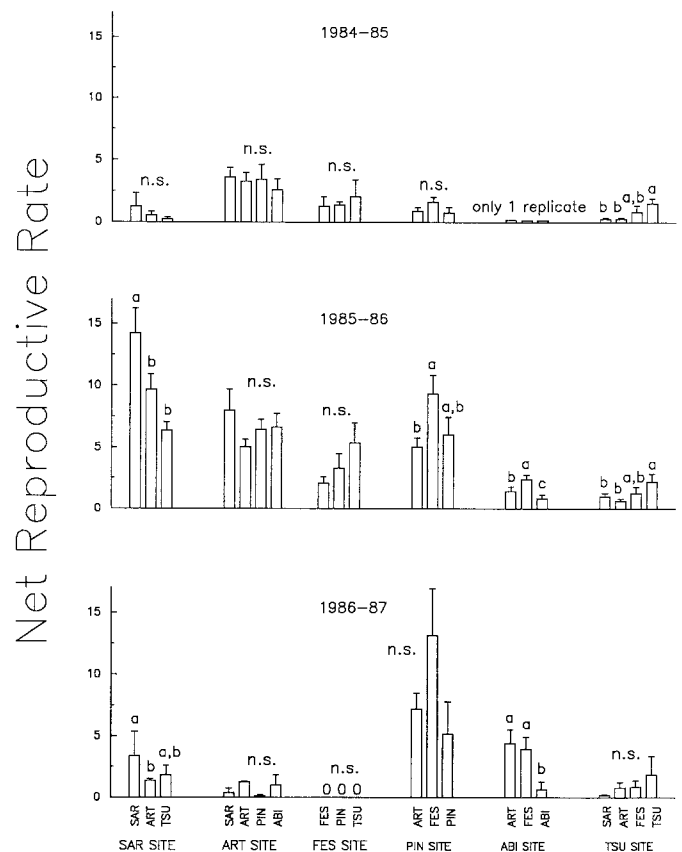 Net Reproductive Rate
1984-85
15
10
5
0
n.s.
n.s.
n.s.
n.s.
only 1 replicate
b b a,b a
1985-86
15
10
5
0
a
b
b
n.s.
n.s.
b
a
a,b
b
a
c
b b a,b a
1986-87
15
10
5
0
a
b
a,b
n.s.
n.s.
0 0 0
n.s.
a a
b
n.s.
SAR ART TSU SAR ART PIN ABI FES PIN TSU ART FES PIN ART FES ABI SAR ART FES TSU
SAR SITE ART SITE FES SITE PIN SITE ABI SITE TSU SITE